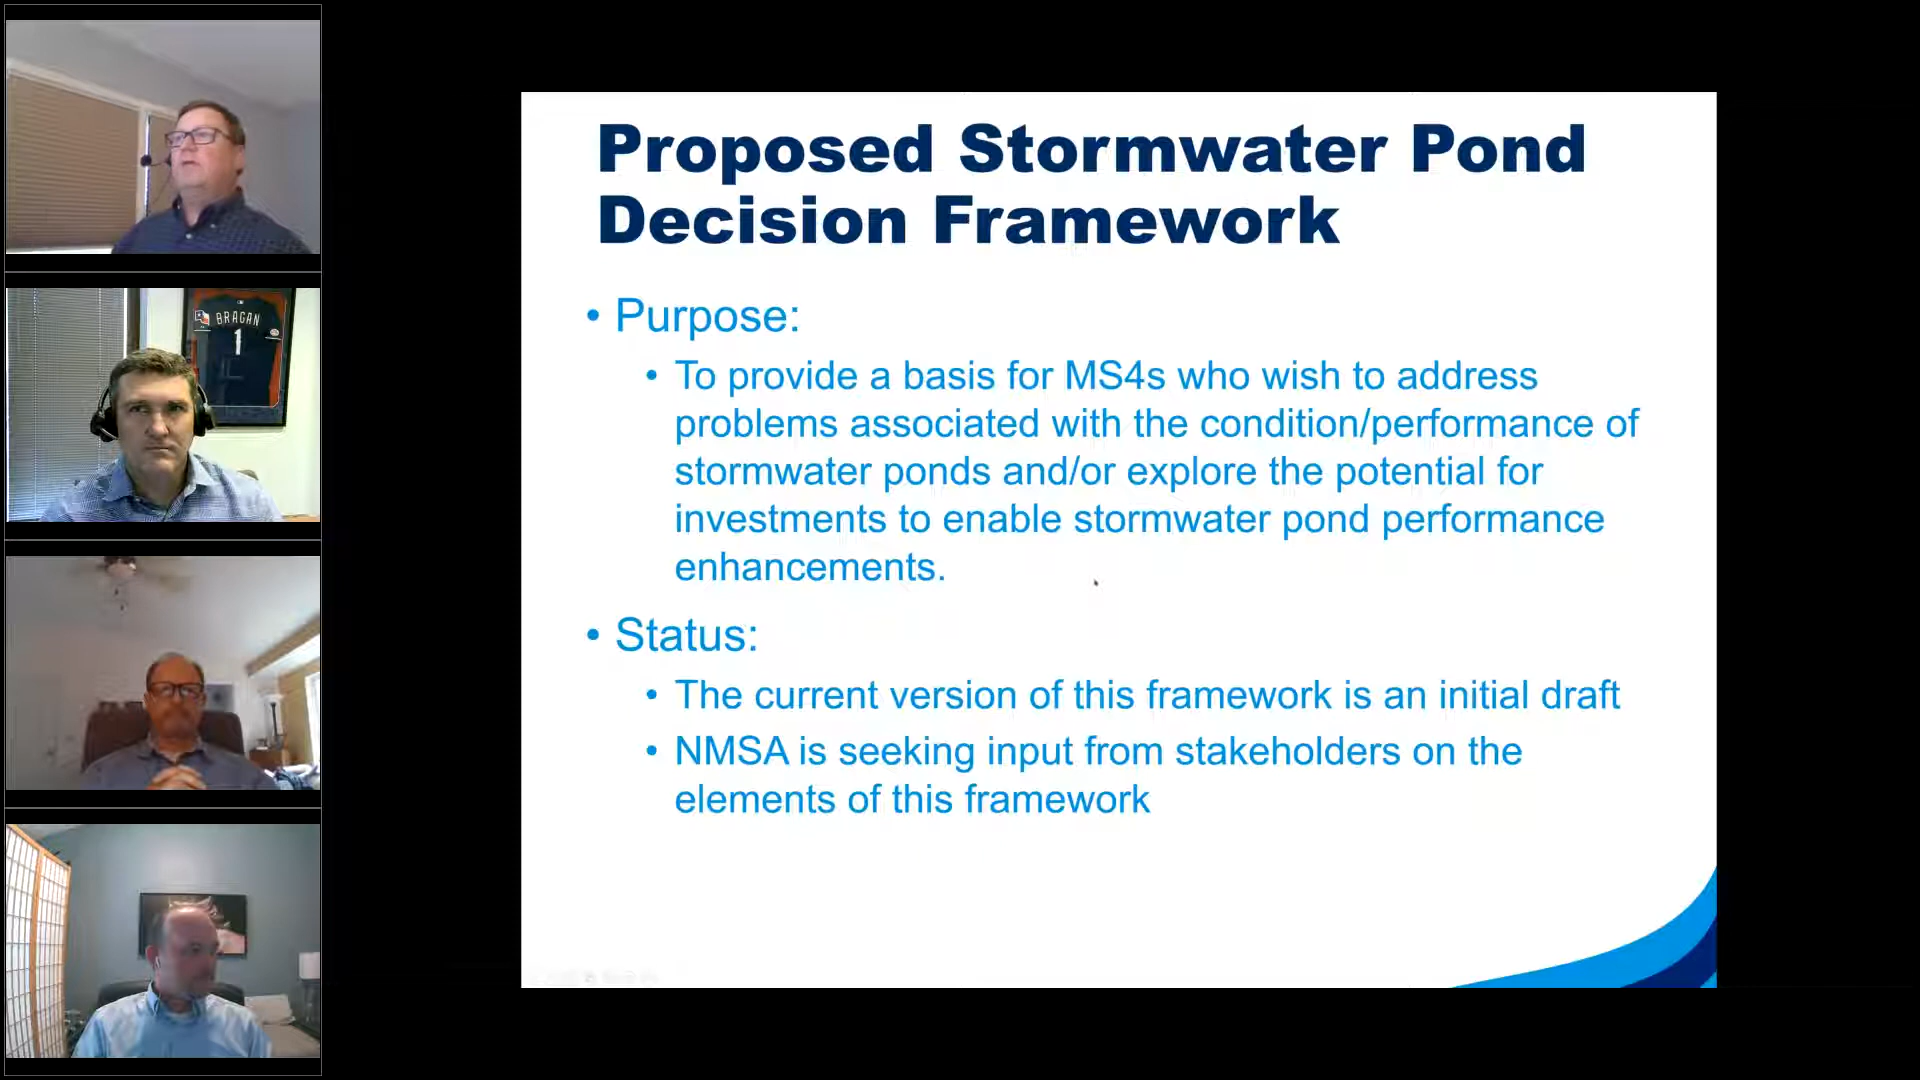 BRAGAN
1
Proposed Stormwater Pond
Decision Framework
• Purpose:
• To provide a basis for MS4s who wish to address
problems associated with the condition/performance of
stormwater ponds and/or explore the potential for
investments to enable stormwater pond performance
enhancements.
• Status:
• The current version of this framework is an initial draft
• NMSA is seeking input from stakeholders on the
elements of this framework